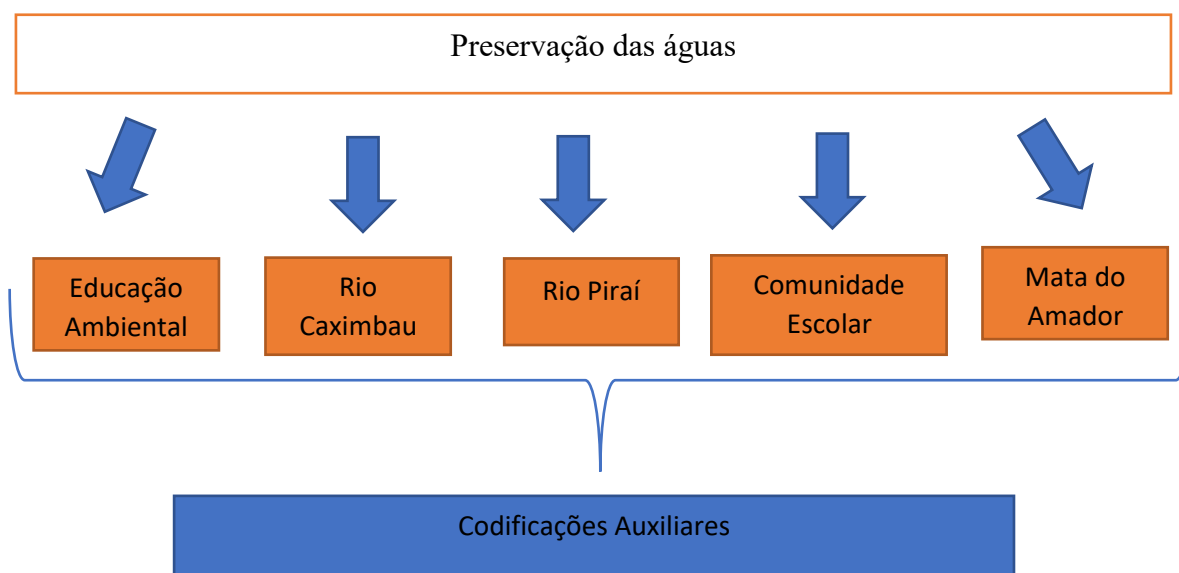 Preservação das águas
Educação
Ambiental
Rio
Caximbau
Rio Piraí
Comunidade
Escolar
Mata do
Amador
Codificações Auxiliares